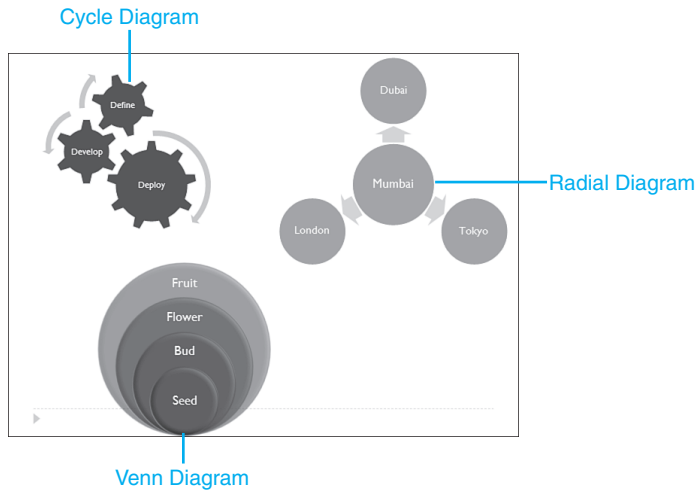 Cycle Diagram
Define
Develop
Deploy
Dubai
Mumbai
London
Tokyo
Radial Diagram
Fruit
Flower
Bud
Seed
Venn Diagram